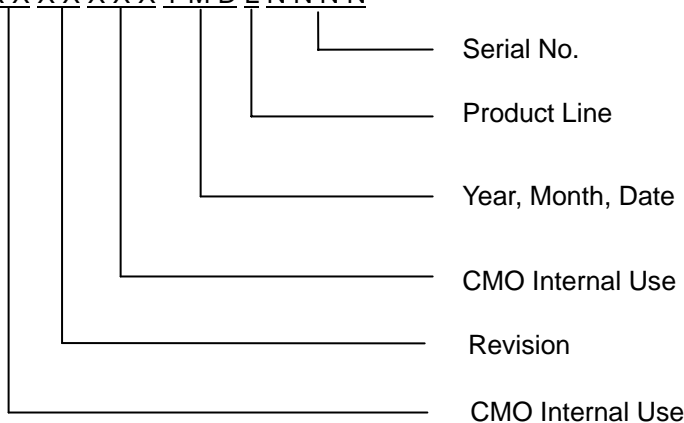 X X X X X X X Y M D L N N N N
Serial No.
Product Line
Year, Month, Date
CMO Internal Use
Revision
CMO Internal Use